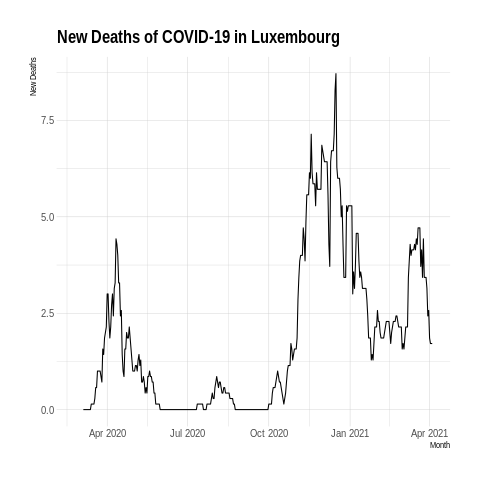 New Deaths of COVID-19 in Luxembourg
New Deaths
7.5
5.0
2.5
0.0
Apr 2020 Jul 2020 Oct 2020 Jan 2021 Apr 2021
Month